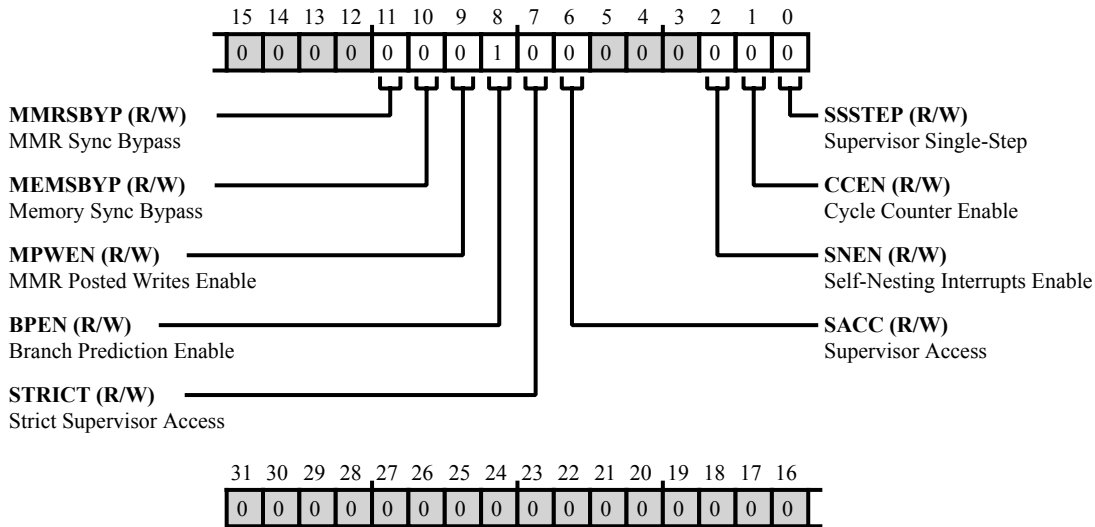 15 14 13 12 11 10 9 8 7 6 5 4 3 2 1 0
0 0 0 0 0 0 0 1 0 0 0 0 0 0 0 0
MMRSBYP (R/W)
MMR Sync Bypass
MEMSBYP (R/W)
Memory Sync Bypass
MPWEN (R/W)
MMR Posted Writes Enable
BPEN (R/W)
Branch Prediction Enable
STRICT (R/W)
Strict Supervisor Access
SSSTEP (R/W)
Supervisor Single-Step
CCEN (R/W)
Cycle Counter Enable
SNEN (R/W)
Self-Nesting Interrupts Enable
SACC (R/W)
Supervisor Access
31 30 29 28 27 26 25 24 23 22 21 20 19 18 17 16
0 0 0 0 0 0 0 0 0 0 0 0 0 0 0 0